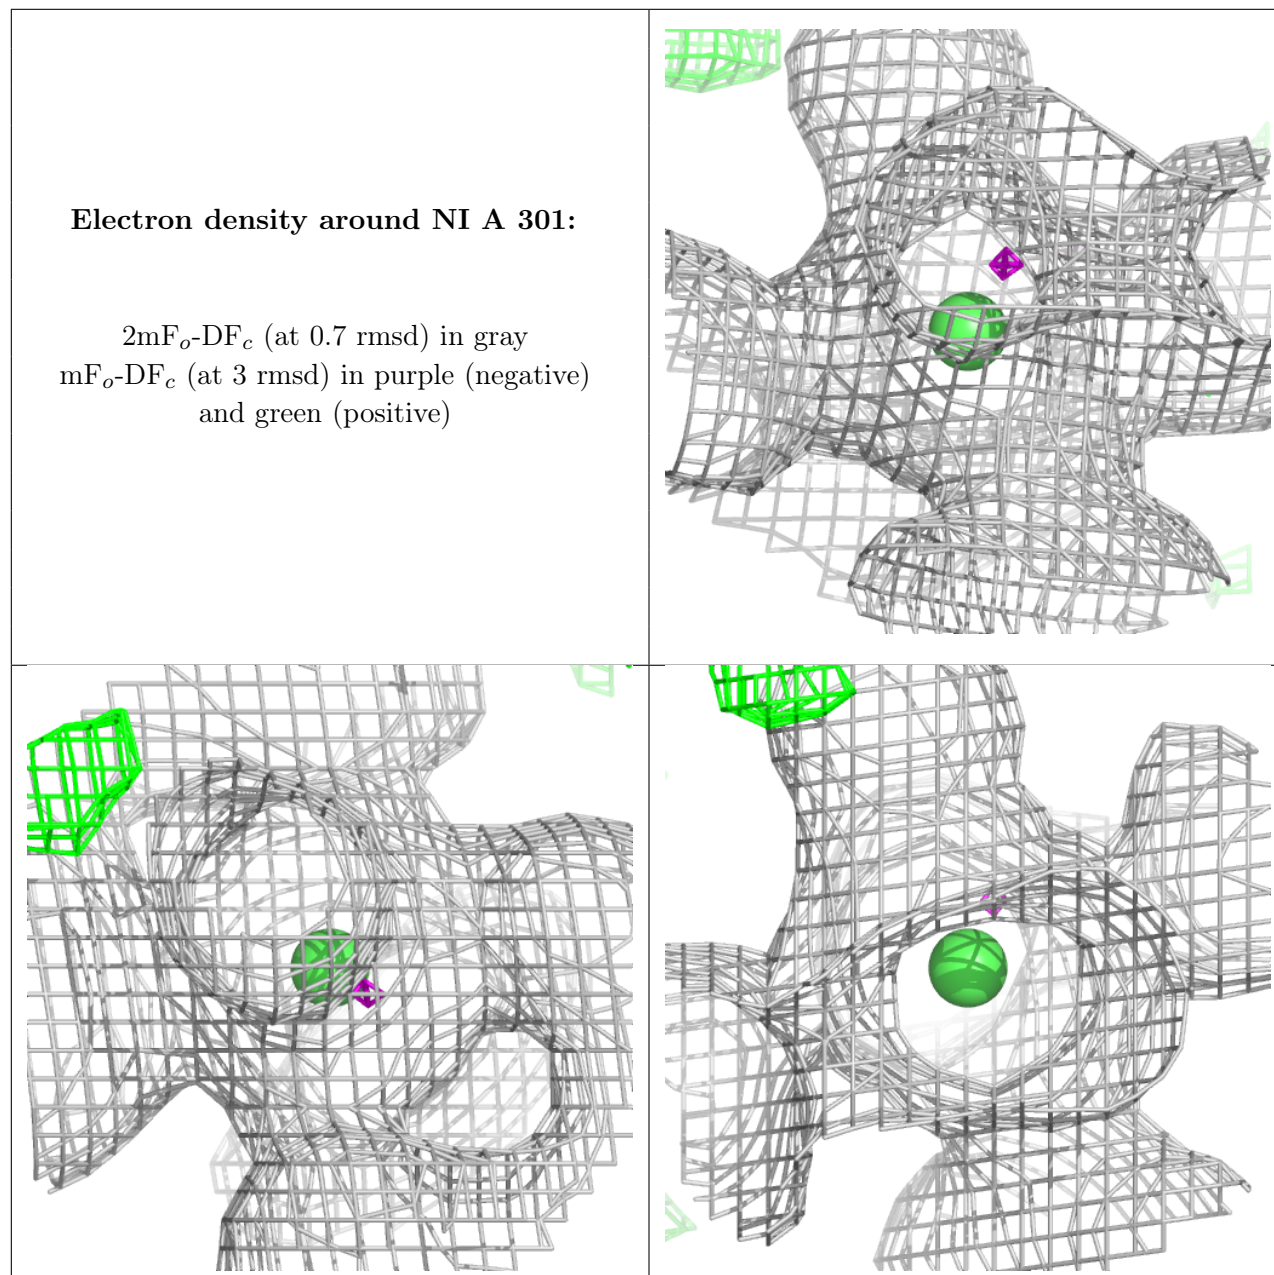 Electron density around NI A 301:
2mFₒ-DF𝒸 (at 0.7 rmsd) in gray
mFₒ-DF𝒸 (at 3 rmsd) in purple (negative)
and green (positive)